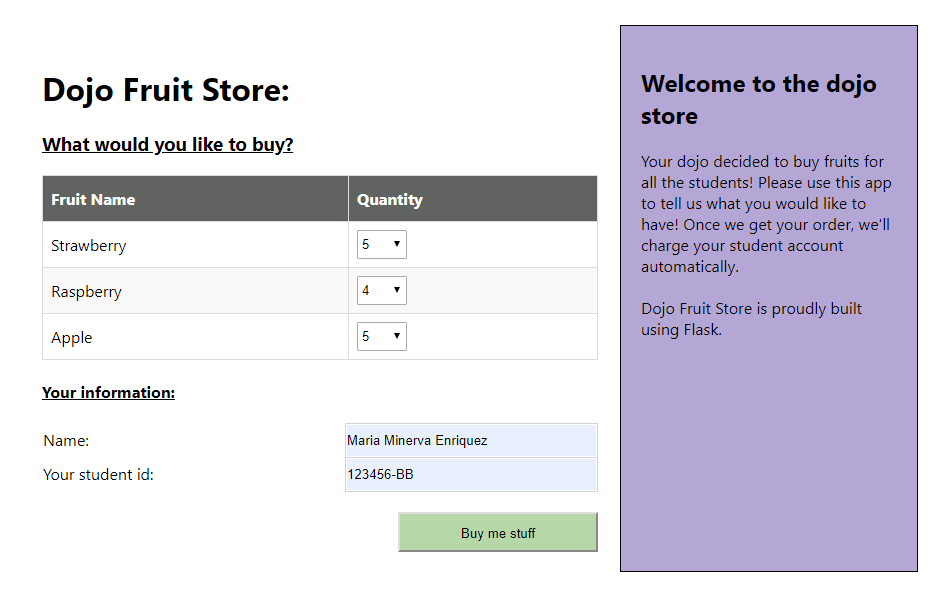 Dojo Fruit Store:
What would you like to buy?
Fruit Name Quantity
Strawberry 5
Raspberry 4
Apple 5
Your information:
Name: Maria Minerva Enriquez
Your student id: 123456-BB
Buy me stuff
Welcome to the dojo
store
Your dojo decided to buy fruits for
all the students! Please use this app
to tell us what you would like to
have! Once we get your order, we'll
charge your student account
automatically.
Dojo Fruit Store is proudly built
using Flask.